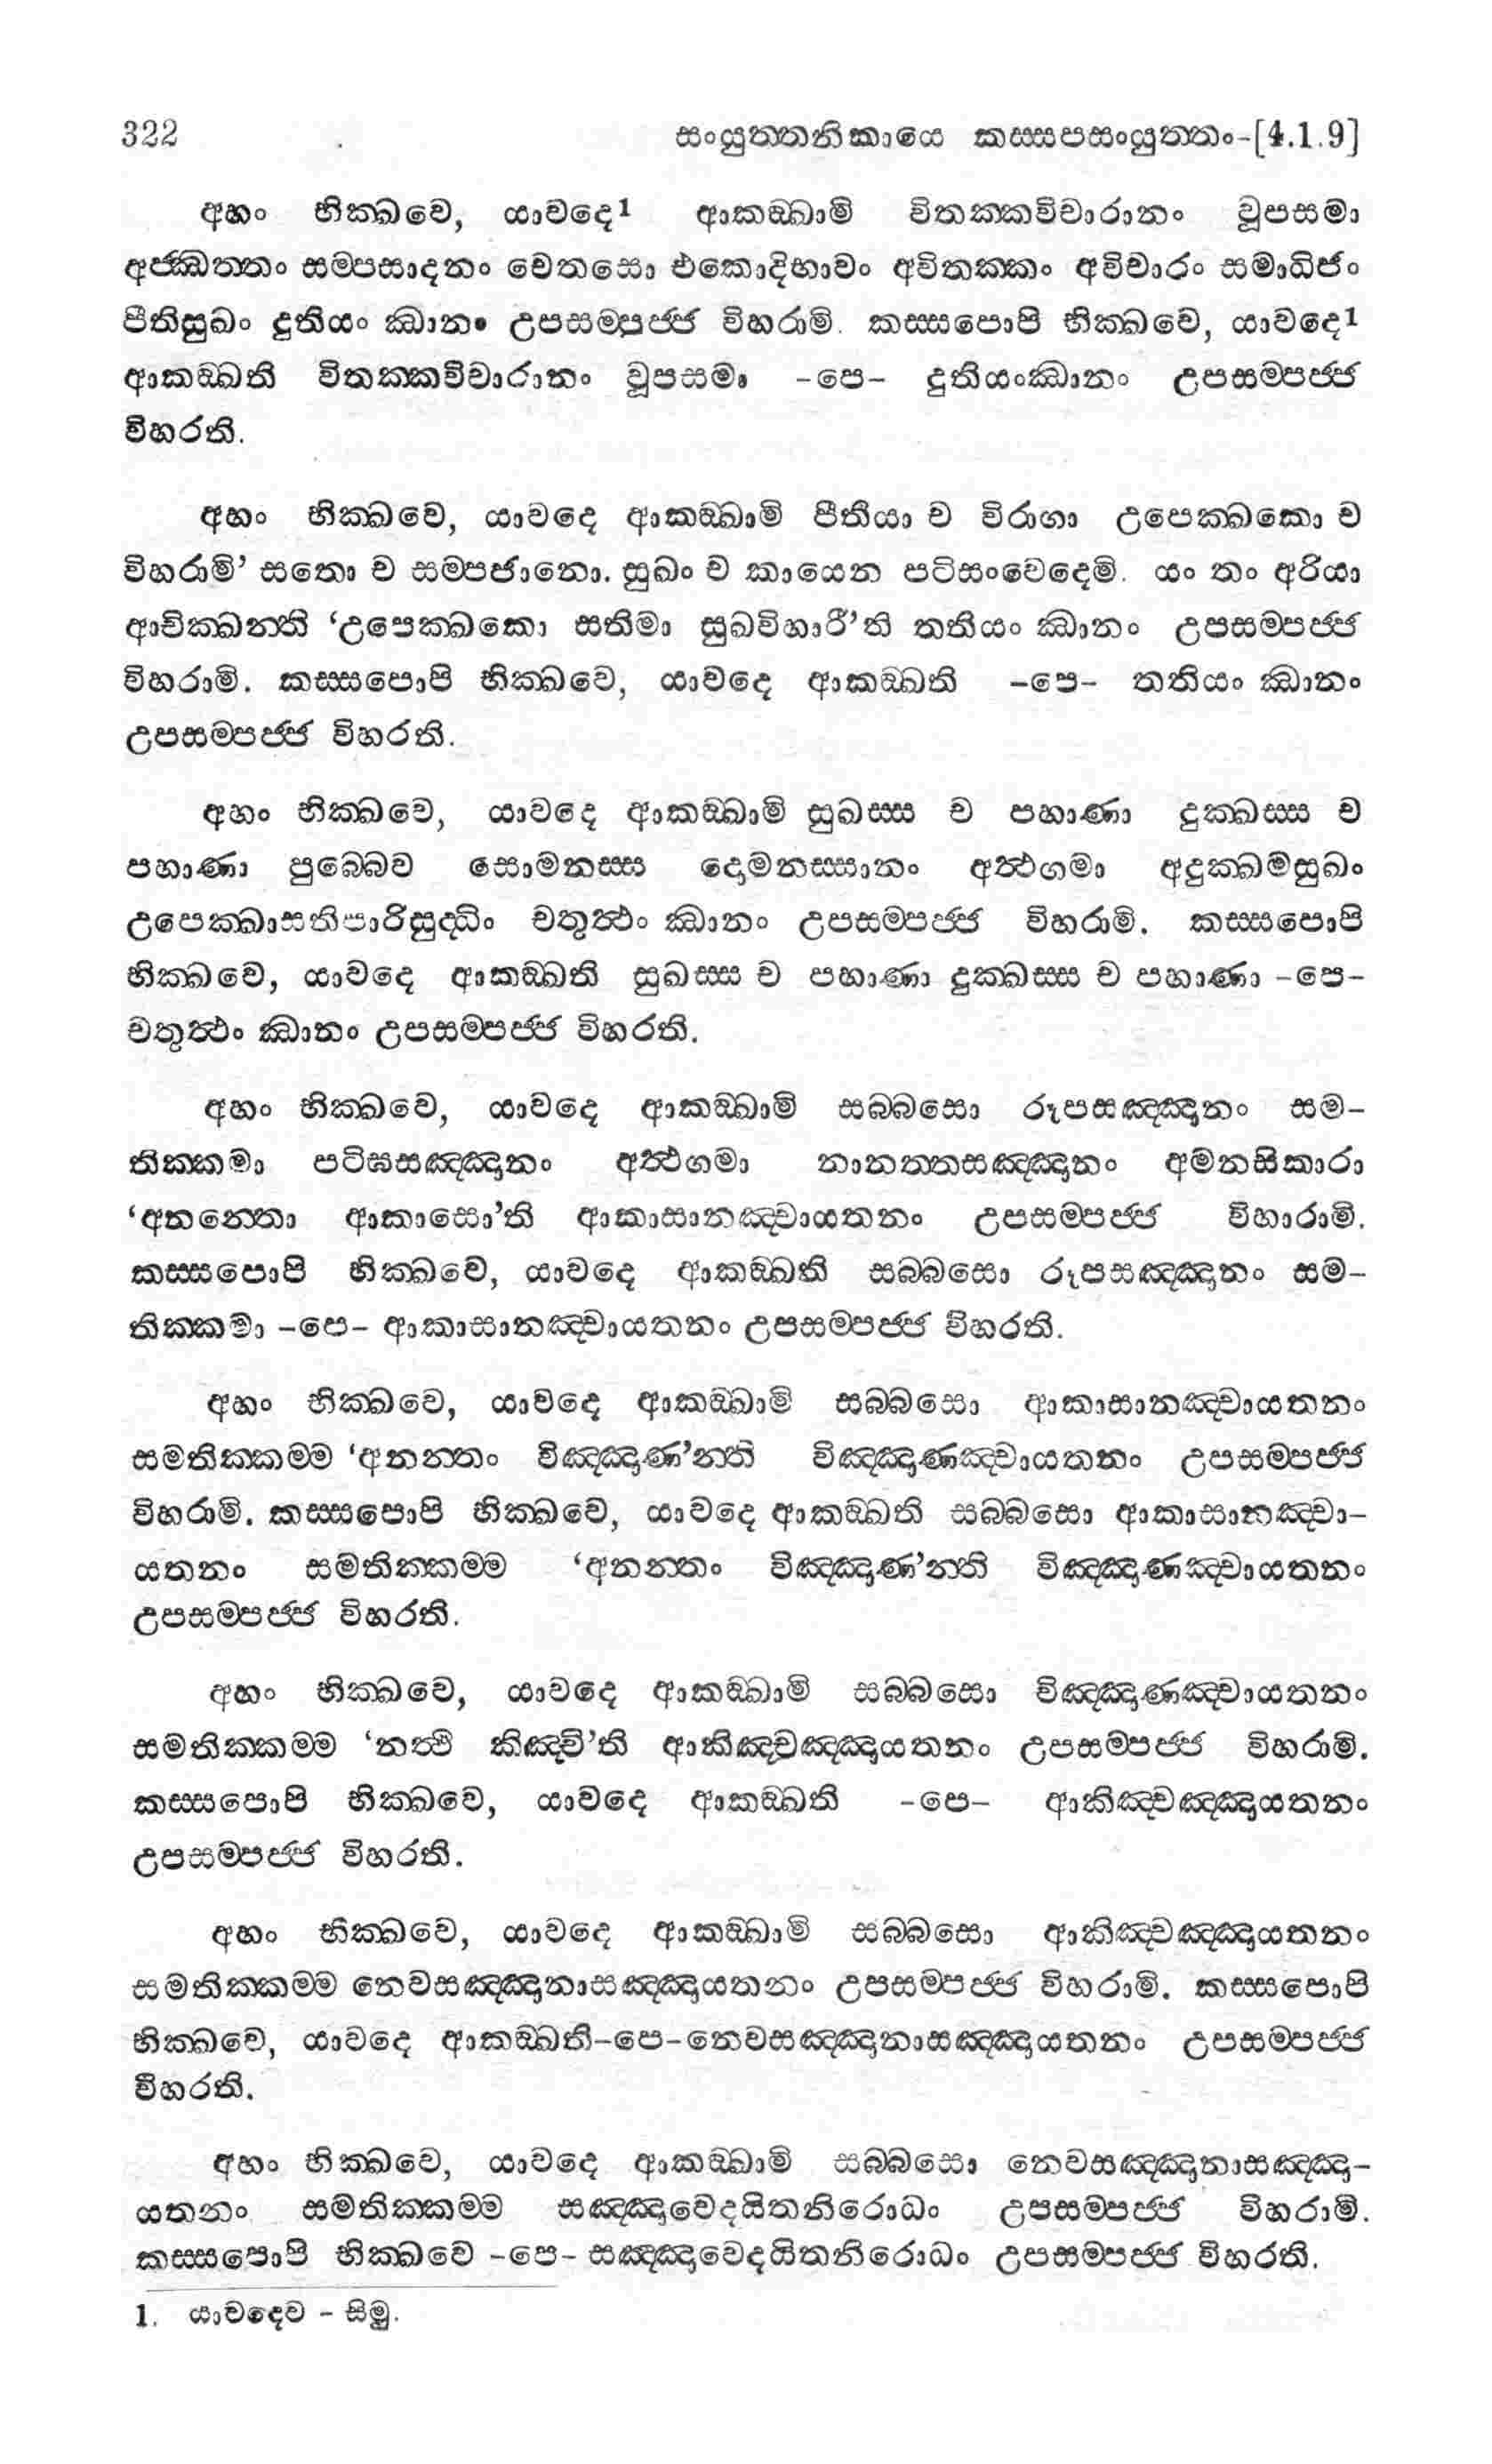 322 සංයුත්තනිකායෙ කස්සපසංයුත්තං-[4.1.9]
අහං භික්ඛවෙ, යාවදෙ1 ආකඞ්ඛාමි විතක්කවිචාරානං වූපසමා
අජ්ඣත්තං සම්පසාදනං චෙතසො එකොදිභාවං අවිතක්කං අවිචාරං සමාධිජං
පීතිසුඛං දුතියං ඣානං උපසම්පජ්ජ විහරාමි. කස්සපොපි භික්ඛවෙ, යාවදෙ1
ආකඞ්ඛති විතක්කවිචාරානං වූපසමා -පෙ- දුතියංඣානං උපසම්පජ්ජ
විහරති.
අහං භික්ඛවෙ, යාවදෙ ආකඞ්ඛාමි පීතියා ච විරාගා උපෙක්ඛකො ච
විහරාමි’ සතො ච සම්පජානො. සුඛං ච කායෙන පටිසංවෙදෙමි. යං තං අරියා
ආචික්ඛන්ති ‘උපෙක්ඛකො සතිමා සුඛවිහාරී’ති තතියං ඣානං උපසම්පජ්ජ
විහරාමි. කස්සපොපි භික්ඛවෙ, යාවදෙ ආකඞ්ඛති -පෙ- තතියං ඣානං
උපසම්පජ්ජ විහරති.
අහං භික්ඛවෙ, යාවදෙ ආකඞ්ඛාමි සුඛස්ස ච පහාණා දුක්ඛස්ස ච
පහාණා පුබ්බෙව සොමනස්ස දොමනස්සානං අත්ථගමා අදුක්ඛමසුඛං
උපෙක්ඛාසතිපාරිසුද්ධිං චතුත්ථං ඣානං උපසම්පජ්ජ විහරාමි. කස්සපොපි
භික්ඛවෙ, යාවදෙ ආකඞ්ඛති සුඛස්ස ච පහාණා දුක්ඛස්ස ච පහාණා -පෙ-
චතුත්ථං ඣානං උපසම්පජ්ජ විහරති.
අහං භික්ඛවෙ, යාවදෙ ආකඞ්ඛාමි සබ්බසො රූපසඤ්ඤානං සම-
තික්කමා පටිඝසඤ්ඤානං අත්ථගමා නානත්තසඤ්ඤානං අමනසිකාරා
‘අනන්තො ආකාසො’ති ආකාසානඤ්චායතනං උපසම්පජ්ජ විහාරාමි.
කස්සපොපි භික්ඛවෙ, යාවදෙ ආකඞ්ඛති සබ්බසො රූපසඤ්ඤානං සම-
තික්කමා -පෙ- ආකාසානඤ්චායතනං උපසම්පජ්ජ විහරති.
අහං භික්ඛවෙ, යාවදෙ ආකඞ්ඛාමි සබ්බසො ආකාසානඤ්චායතනං
සමතික්කම්ම ‘අනන්තං විඤ්ඤාණ’න්ති විඤ්ඤාණඤ්චායතනං උපසම්පජ්ජ
විහරාමි. කස්සපොපි භික්ඛවෙ, යාවදෙ ආකඞ්ඛති සබ්බසො ආකාසානඤ්චා-
යතනං සමතික්කම්ම ‘අනන්තං විඤ්ඤාණ’න්ති විඤ්ඤාණඤ්චායතනං
උපසම්පජ්ජ විහරති.
අහං භික්ඛවෙ, යාවදෙ ආකඞ්ඛාමි සබ්බසො විඤ්ඤාණඤ්චායතනං
සමතික්කම්ම ‘නත්ථි කිඤ්චි’ති ආකිඤ්චඤ්ඤායතනං උපසම්පජ්ජ විහරාමි.
කස්සපොපි භික්ඛවෙ, යාවදෙ ආකඞ්ඛති -පෙ- ආකිඤ්චඤ්ඤායතනං
උපසම්පජ්ජ විහරති.
අහං භික්ඛවෙ, යාවදෙ ආකඞ්ඛාමි සබ්බසො ආකිඤ්චඤ්ඤායතනං
සමතික්කම්ම නෙවසඤ්ඤානාසඤ්ඤායතනං උපසම්පජ්ජ විහරාමි. කස්සපොපි
භික්ඛවෙ, යාවදෙ ආකඞ්ඛති-පෙ-නෙවසඤ්ඤානාසඤ්ඤායතනං උපසම්පජ්ජ
විහරති.
අහං භික්ඛවෙ, යාවදෙ ආකඞ්ඛාමි සබ්බසො නෙවසඤ්ඤානාසඤ්ඤා-
යතනං සමතික්කම්ම සඤ්ඤාවෙදයිතනිරොධං උපසම්පජ්ජ විහරාමි.
කස්සපොපි භික්ඛවෙ -පෙ- සඤ්ඤාවෙදයිතනිරොධං උපසම්පජ්ජ විහරති.
1. යාවදෙව - සිමු.